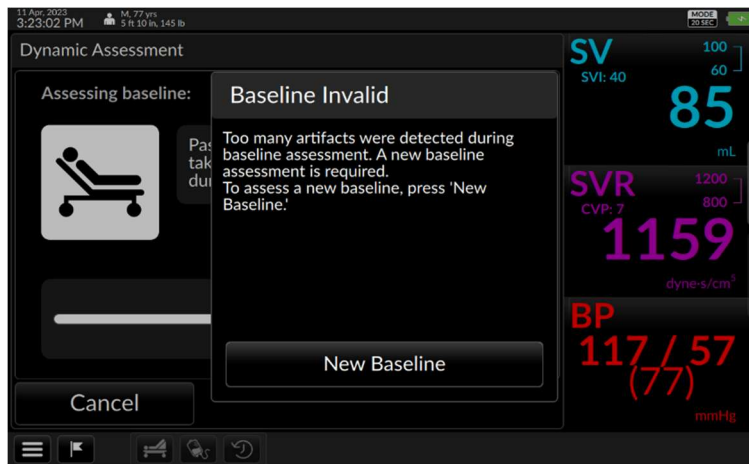 11 Apr, 2023
3:23:02 PM
M, 77 yrs
5 ft 10 in, 145 lb
MODE
20 SEC
Dynamic Assessment
Assessing baseline:
Baseline Invalid
Too many artifacts were detected during
baseline assessment. A new baseline
assessment is required.
To assess a new baseline, press 'New
Baseline.'
New Baseline
Cancel
SV
100
60
SVI: 40
85
mL
SVR
1200
800
CVP: 7
1159
dyne·s/cm⁵
BP
117 / 57
(77)
mmHg